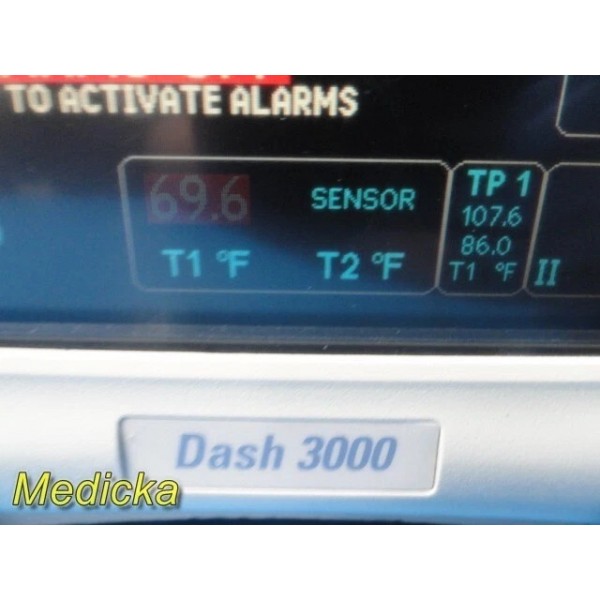 TO ACTIVATE ALARMS
69.6 SENSOR
T1 °F T2 °F
TP 1
107.6
86.0
T1 °F
II
Dash 3000
Medicka